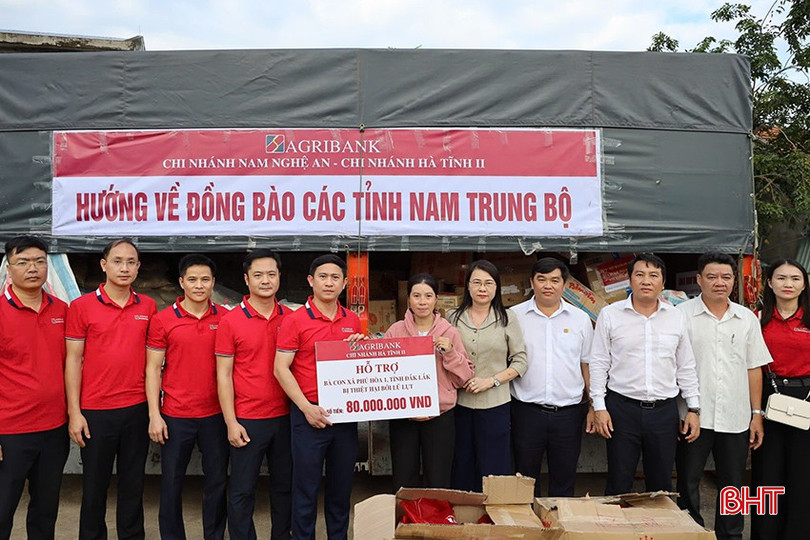 AGRIBANK
CHI NHÁNH NAM NGHỆ AN - CHI NHÁNH HÀ TĨNH II
HƯỚNG VỀ ĐỒNG BÀO CÁC TỈNH NAM TRUNG BỘ
AGRIBANK
CHI NHÁNH HÀ TĨNH II
HỖ TRỢ
BÀ CON XÃ PHÚ HÒA 1, TỈNH ĐẮK LẮK
BỊ THIỆT HẠI BỞI LŨ LỤT
SỐ TIỀN: 80.000.000 VND
BHT